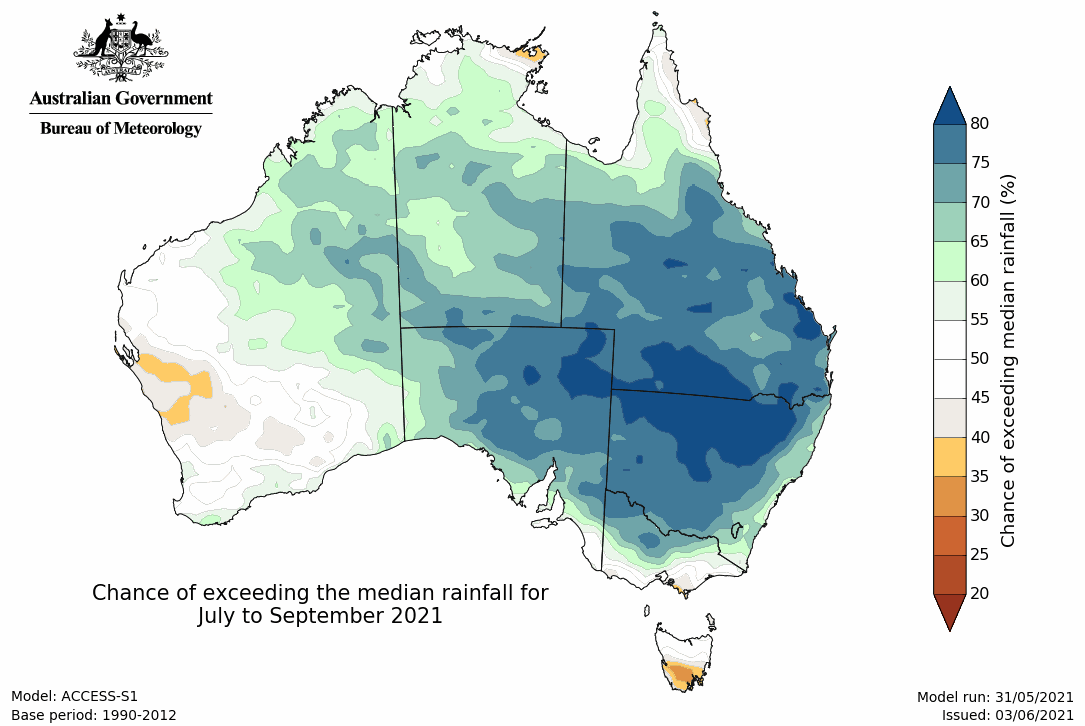 Australian Government
Bureau of Meteorology
80
75
70
65
60
55
50
45
40
35
30
25
20
Chance of exceeding median rainfall (%)
Chance of exceeding the median rainfall for
July to September 2021
Model: ACCESS-S1
Base period: 1990-2012
Model run: 31/05/2021
Issued: 03/06/2021